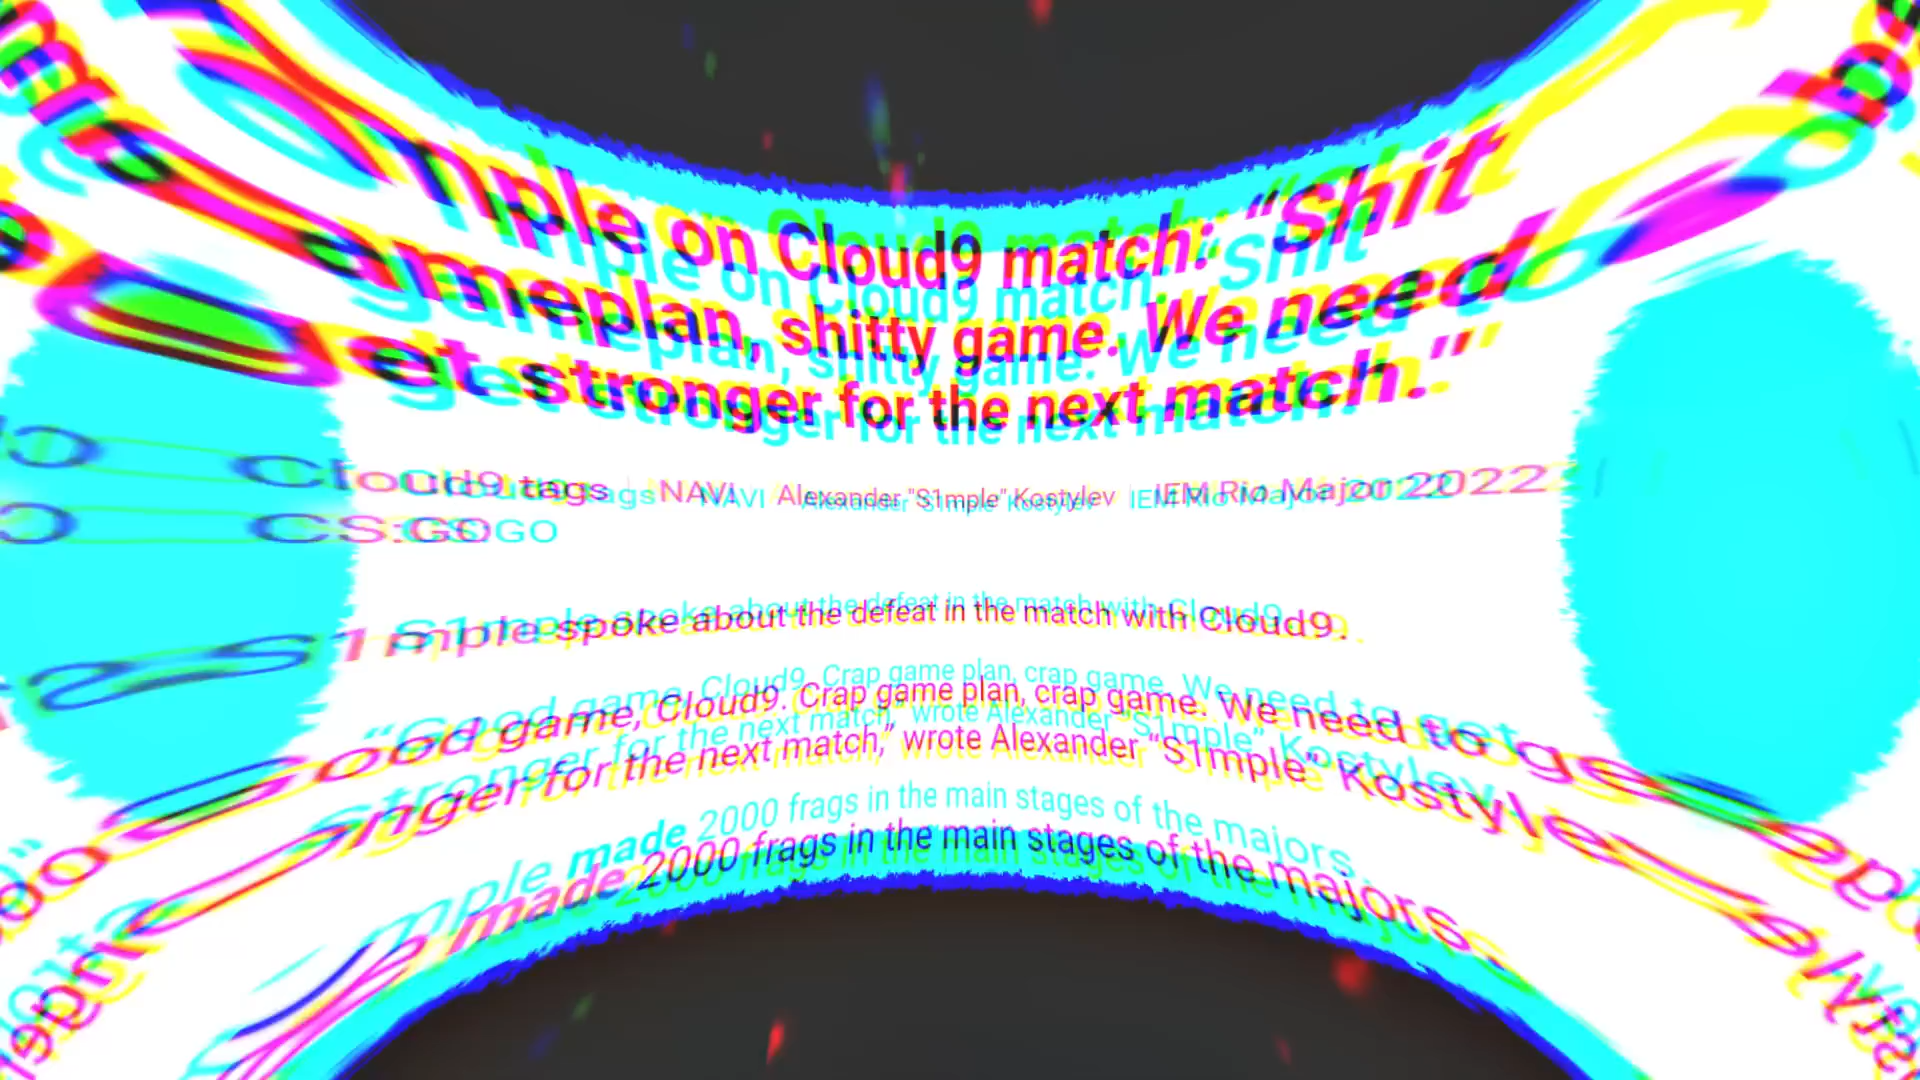 mple on Cloud9 match: “Shit
gameplan, shitty game. We need to
get stronger for the next match.”
Cloud9 tags NAVI Alexander "S1mple" Kostylev IEM Rio Major 2022
CS:GO
S1mple spoke about the defeat in the match with Cloud9.
“Good game, Cloud9. Crap game plan, crap game. We need to get
stronger for the next match,” wrote Alexander “S1mple” Kostylev.
mple made 2000 frags in the main stages of the majors.